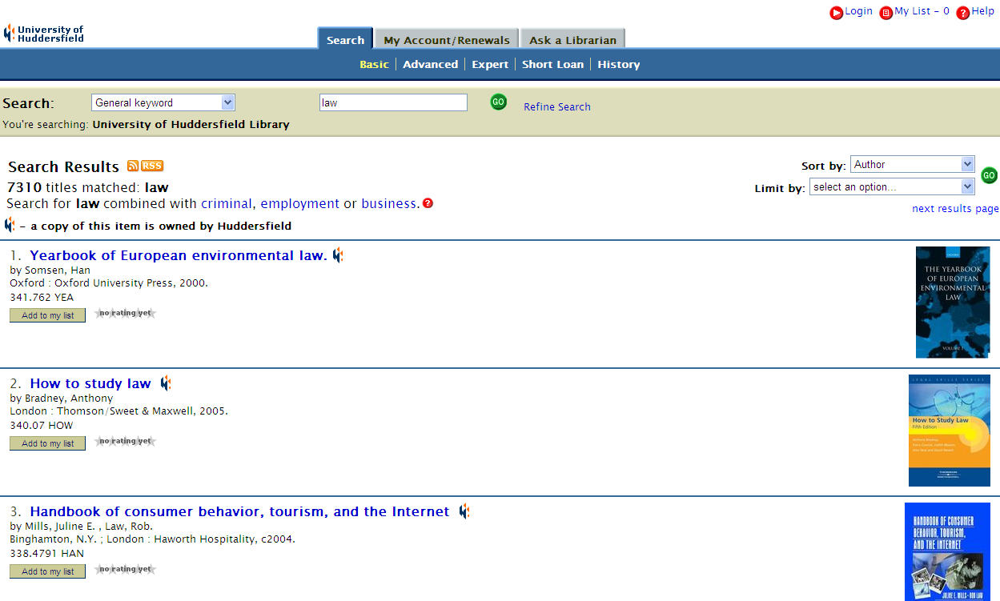 Login My List - 0 Help
University of
Huddersfield
Search My Account/Renewals Ask a Librarian
Basic Advanced Expert Short Loan History
Search: General keyword law GO Refine Search
You're searching: University of Huddersfield Library
Search Results RSS
Sort by: Author
GO
7310 titles matched: law
Limit by: select an option...
Search for law combined with criminal, employment or business. ?
next results page
- a copy of this item is owned by Huddersfield
1. Yearbook of European environmental law.
by Somsen, Han
Oxford : Oxford University Press, 2000.
341.762 YEA
Add to my list no rating yet
THE YEARBOOK
OF EUROPEAN
ENVIRONMENTAL
LAW
VOLUME 1
2. How to study law
by Bradney, Anthony
London : Thomson/Sweet & Maxwell, 2005.
340.07 HOW
Add to my list no rating yet
LEGAL SKILLS SERIES
How to Study Law
Fifth Edition
3. Handbook of consumer behavior, tourism, and the Internet
by Mills, Juline E. , Law, Rob.
Binghamton, N.Y. ; London : Haworth Hospitality, c2004.
338.4791 HAN
Add to my list no rating yet
HANDBOOK OF CONSUMER
BEHAVIOR, TOURISM,
AND THE INTERNET
JULINE E. MILLS • ROB LAW